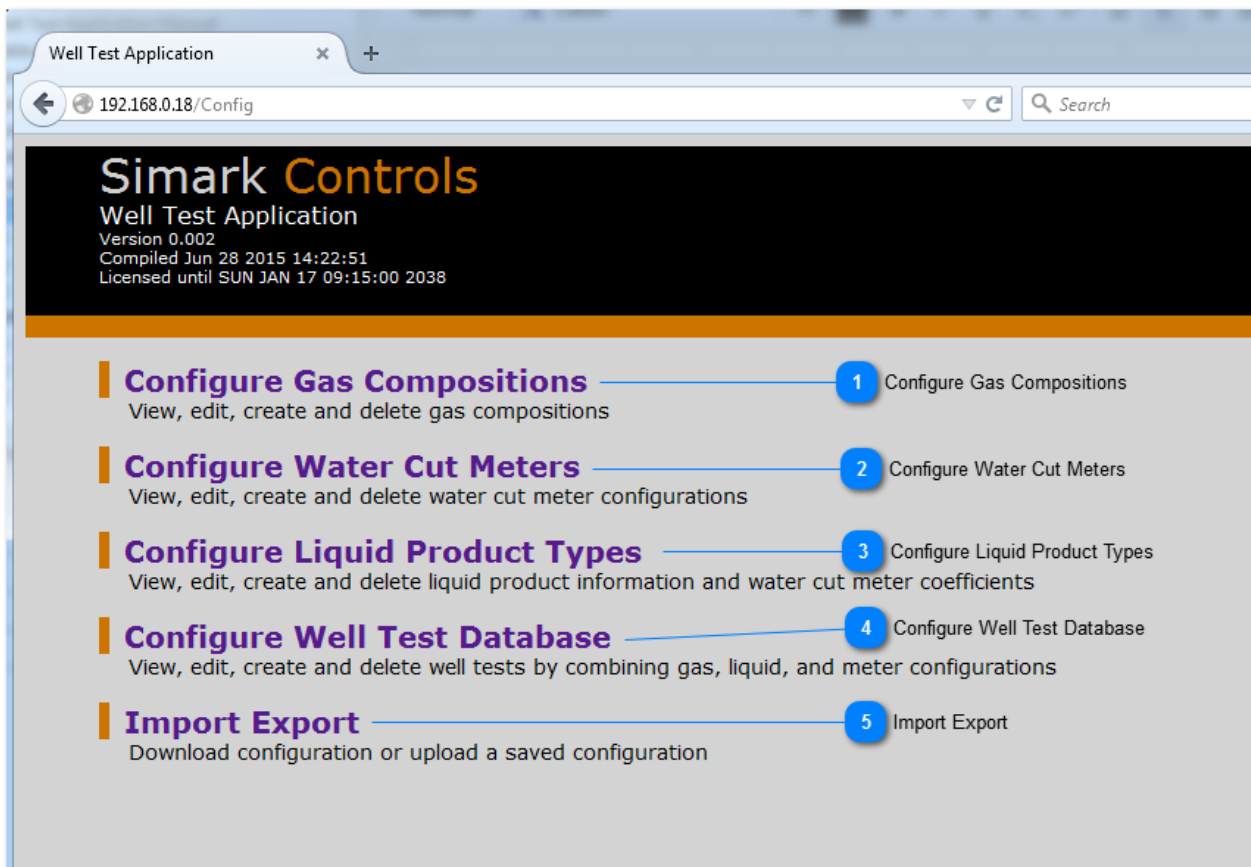 Well Test Application
192.168.0.18/Config
Search
Simark Controls
Well Test Application
Version 0.002
Compiled Jun 28 2015 14:22:51
Licensed until SUN JAN 17 09:15:00 2038
Configure Gas Compositions
1 Configure Gas Compositions
View, edit, create and delete gas compositions
Configure Water Cut Meters
2 Configure Water Cut Meters
View, edit, create and delete water cut meter configurations
Configure Liquid Product Types
3 Configure Liquid Product Types
View, edit, create and delete liquid product information and water cut meter coefficients
Configure Well Test Database
4 Configure Well Test Database
View, edit, create and delete well tests by combining gas, liquid, and meter configurations
Import Export
5 Import Export
Download configuration or upload a saved configuration